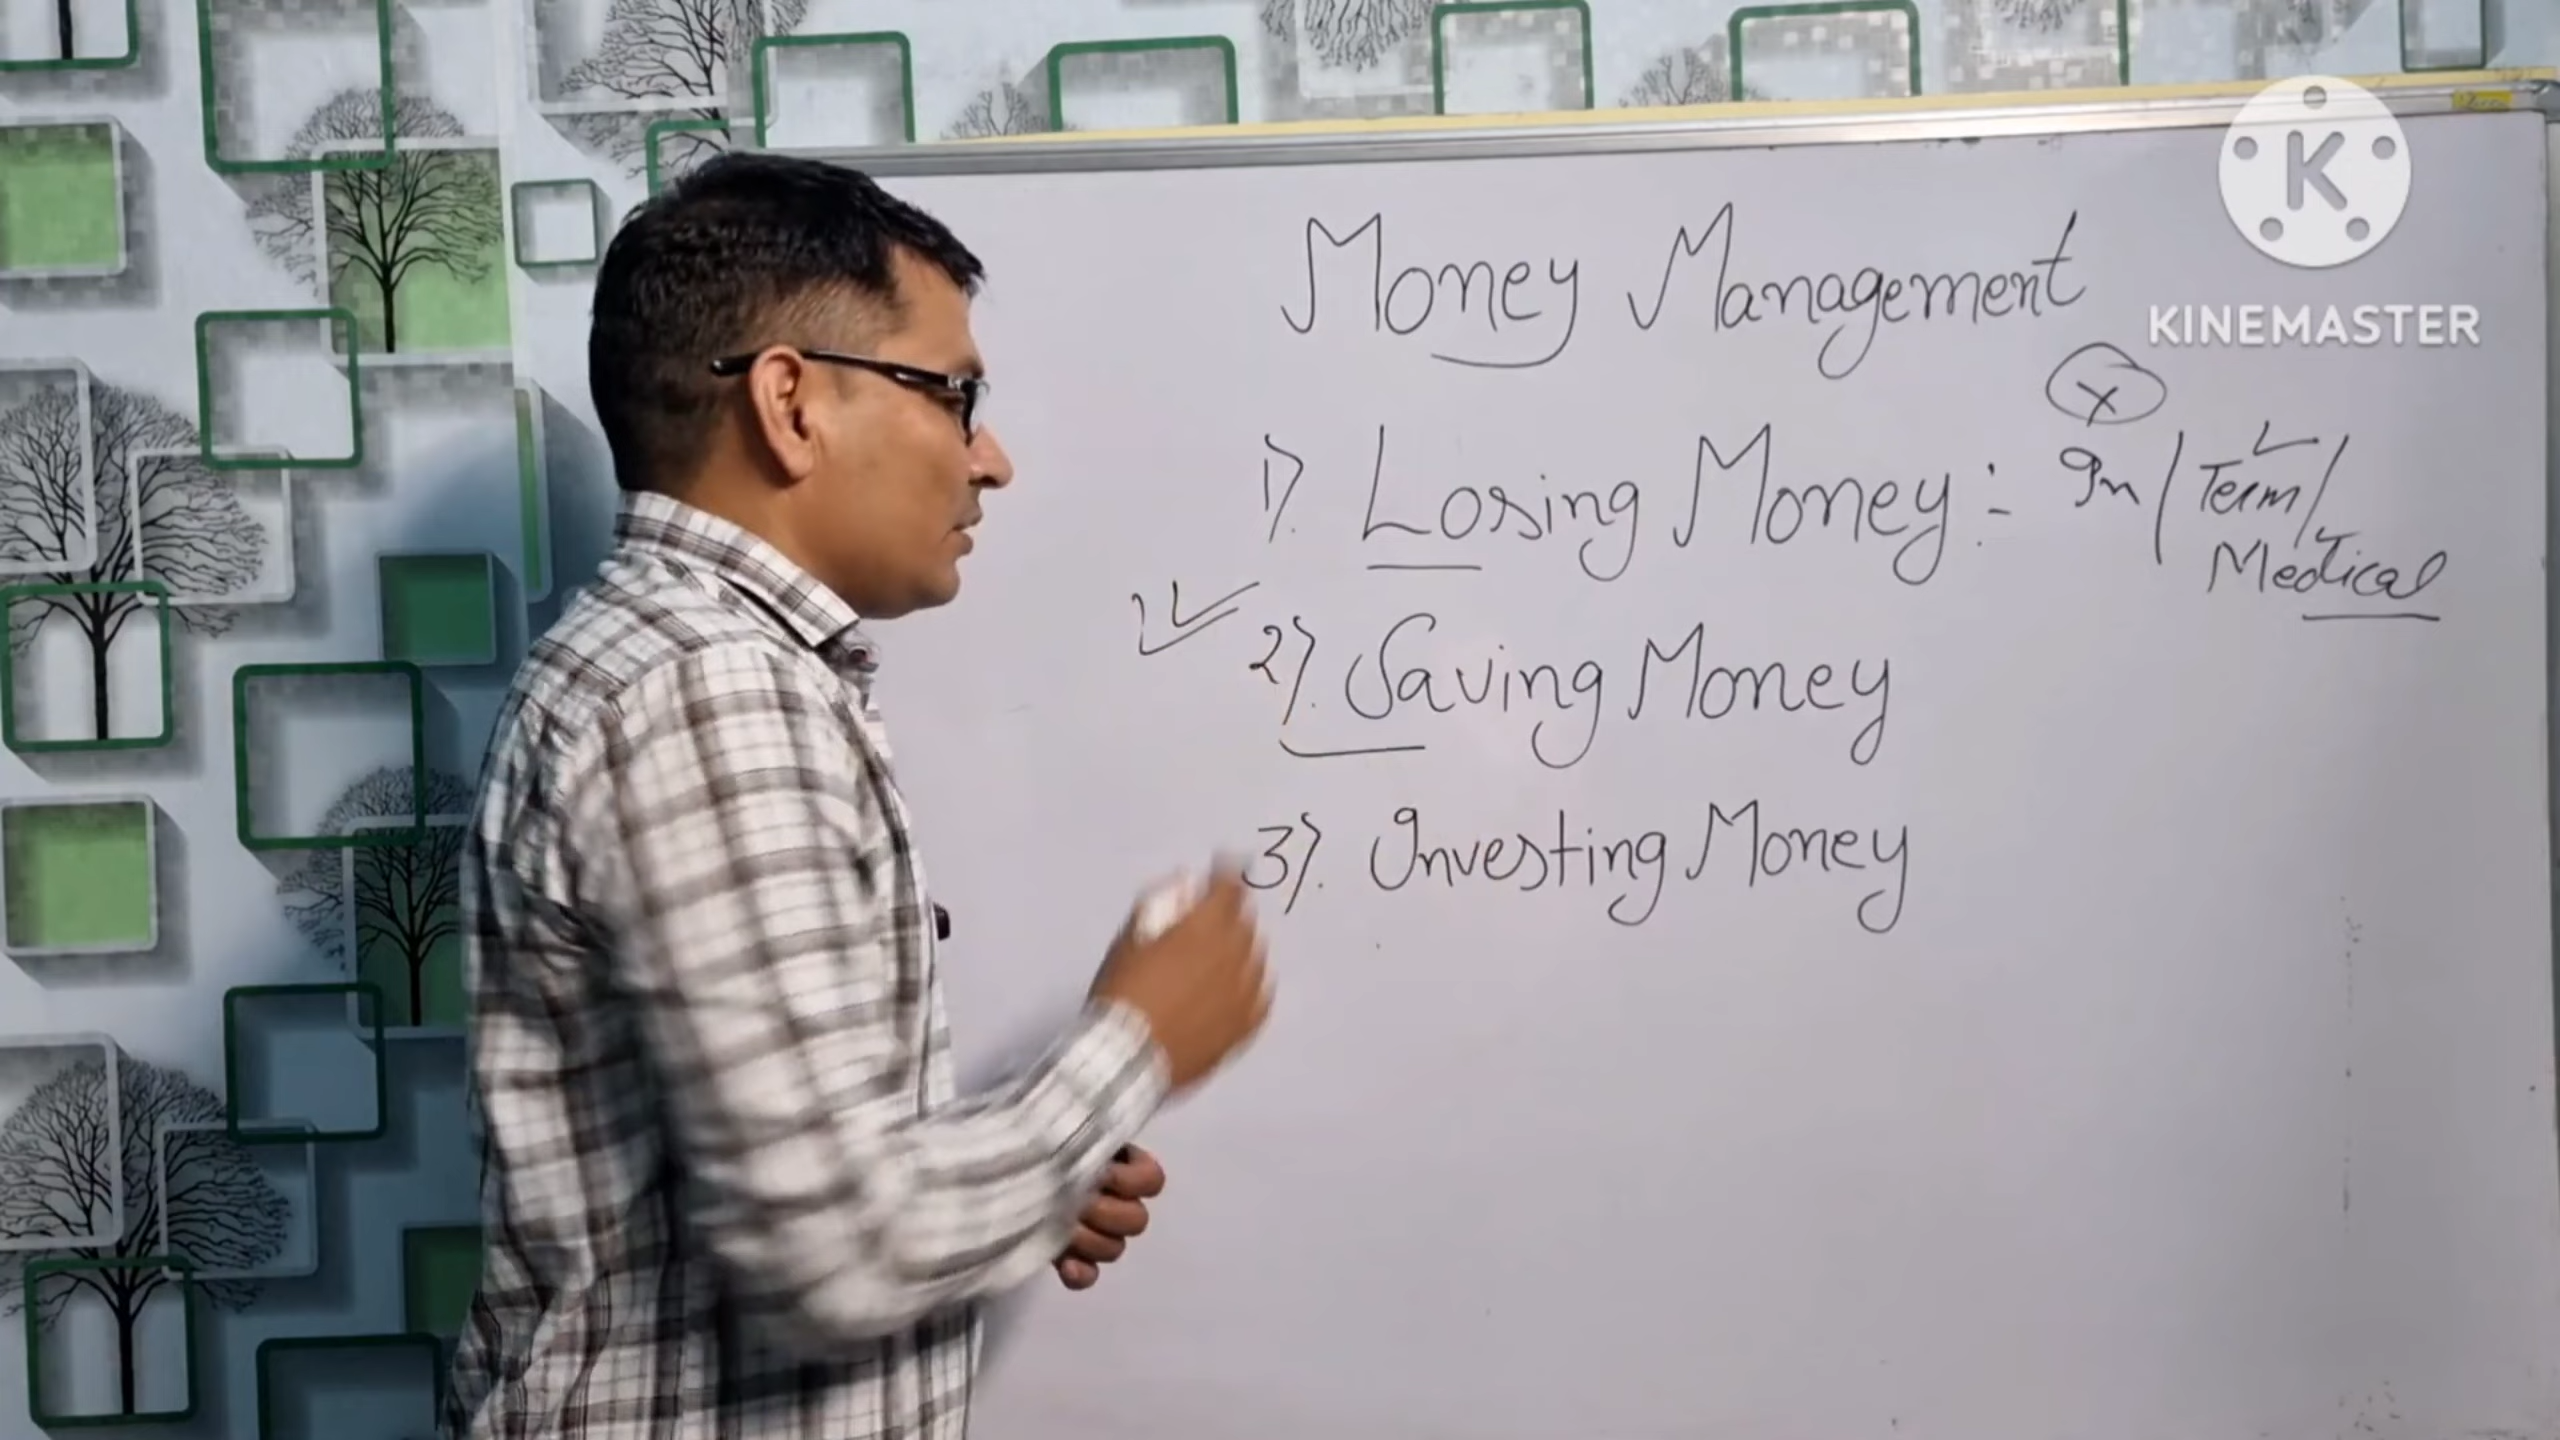 Money Management
1). Losing Money:- In / Term /
Medical
2). Saving Money
3). Investing Money
K
KINEMASTER